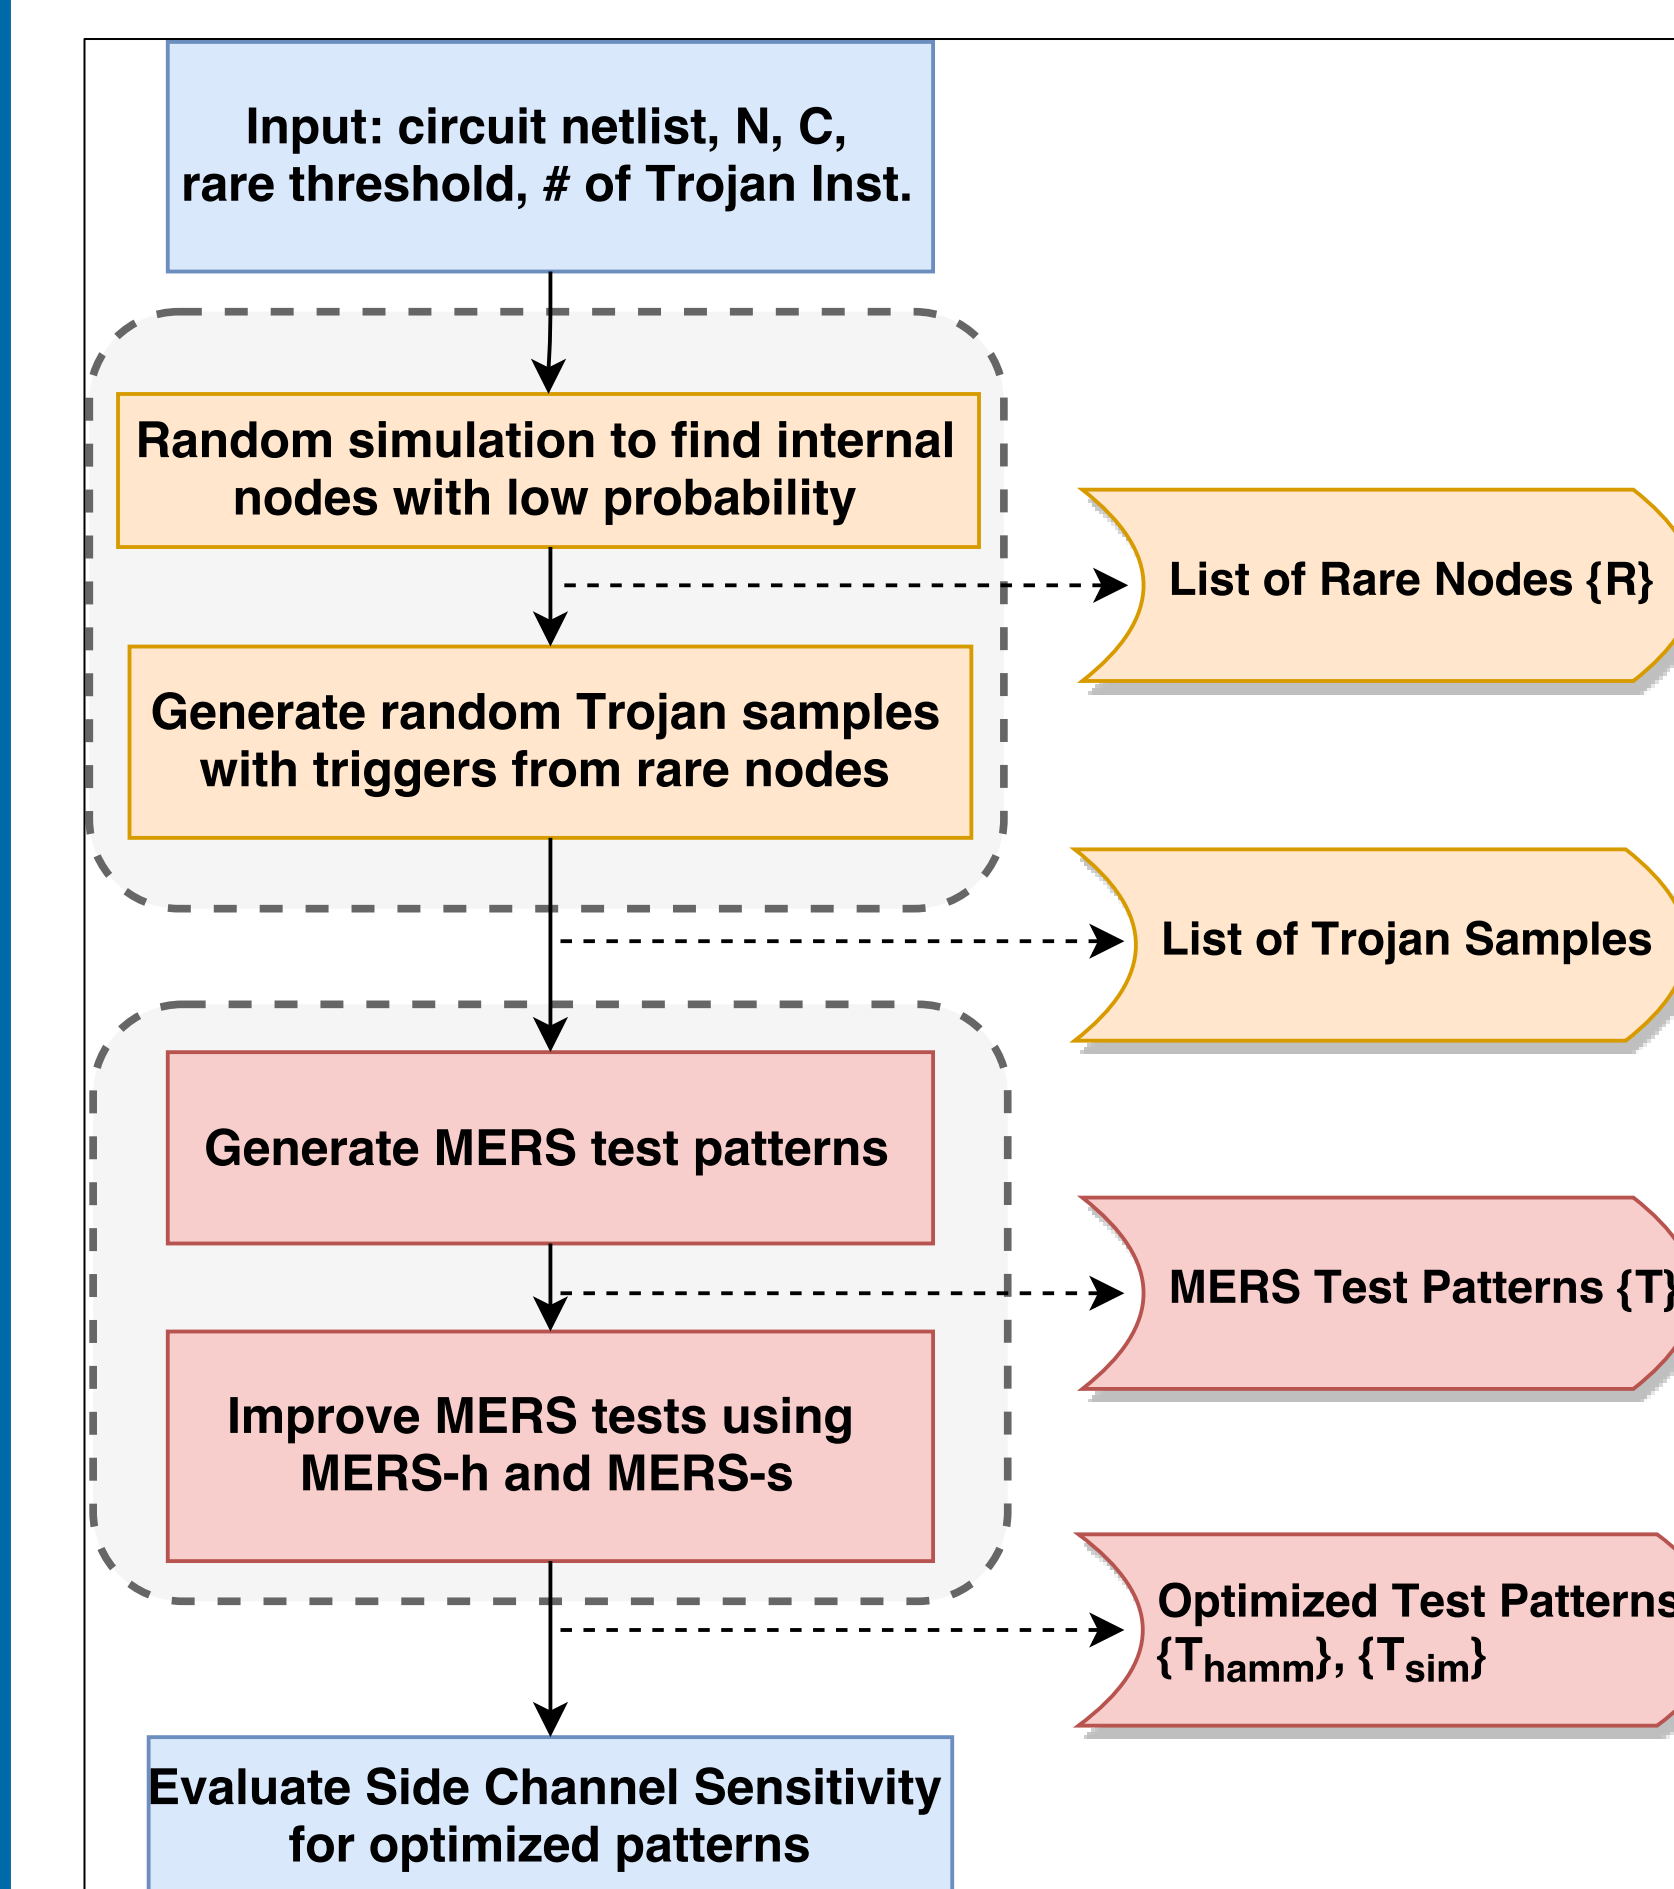 Input: circuit netlist, N, C,
rare threshold, # of Trojan Inst.
Random simulation to find internal
nodes with low probability
List of Rare Nodes {R}
Generate random Trojan samples
with triggers from rare nodes
List of Trojan Samples
Generate MERS test patterns
MERS Test Patterns {T}
Improve MERS tests using
MERS-h and MERS-s
Optimized Test Patterns
{Thamm}, {Tsim}
Evaluate Side Channel Sensitivity
for optimized patterns